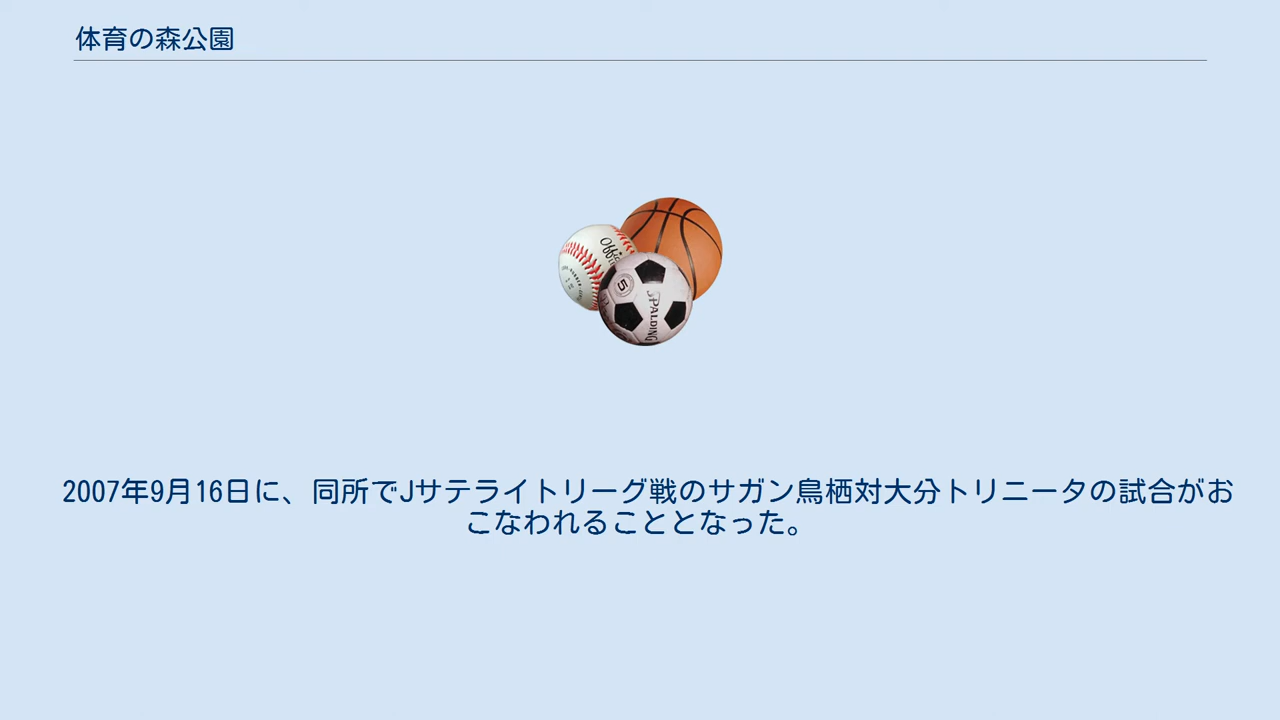 体育の森公園
Offic
5
SPALDING
2007年9月16日に、同所でJサテライトリーグ戦のサガン鳥栖対大分トリニータの試合がお
こなわれることとなった。